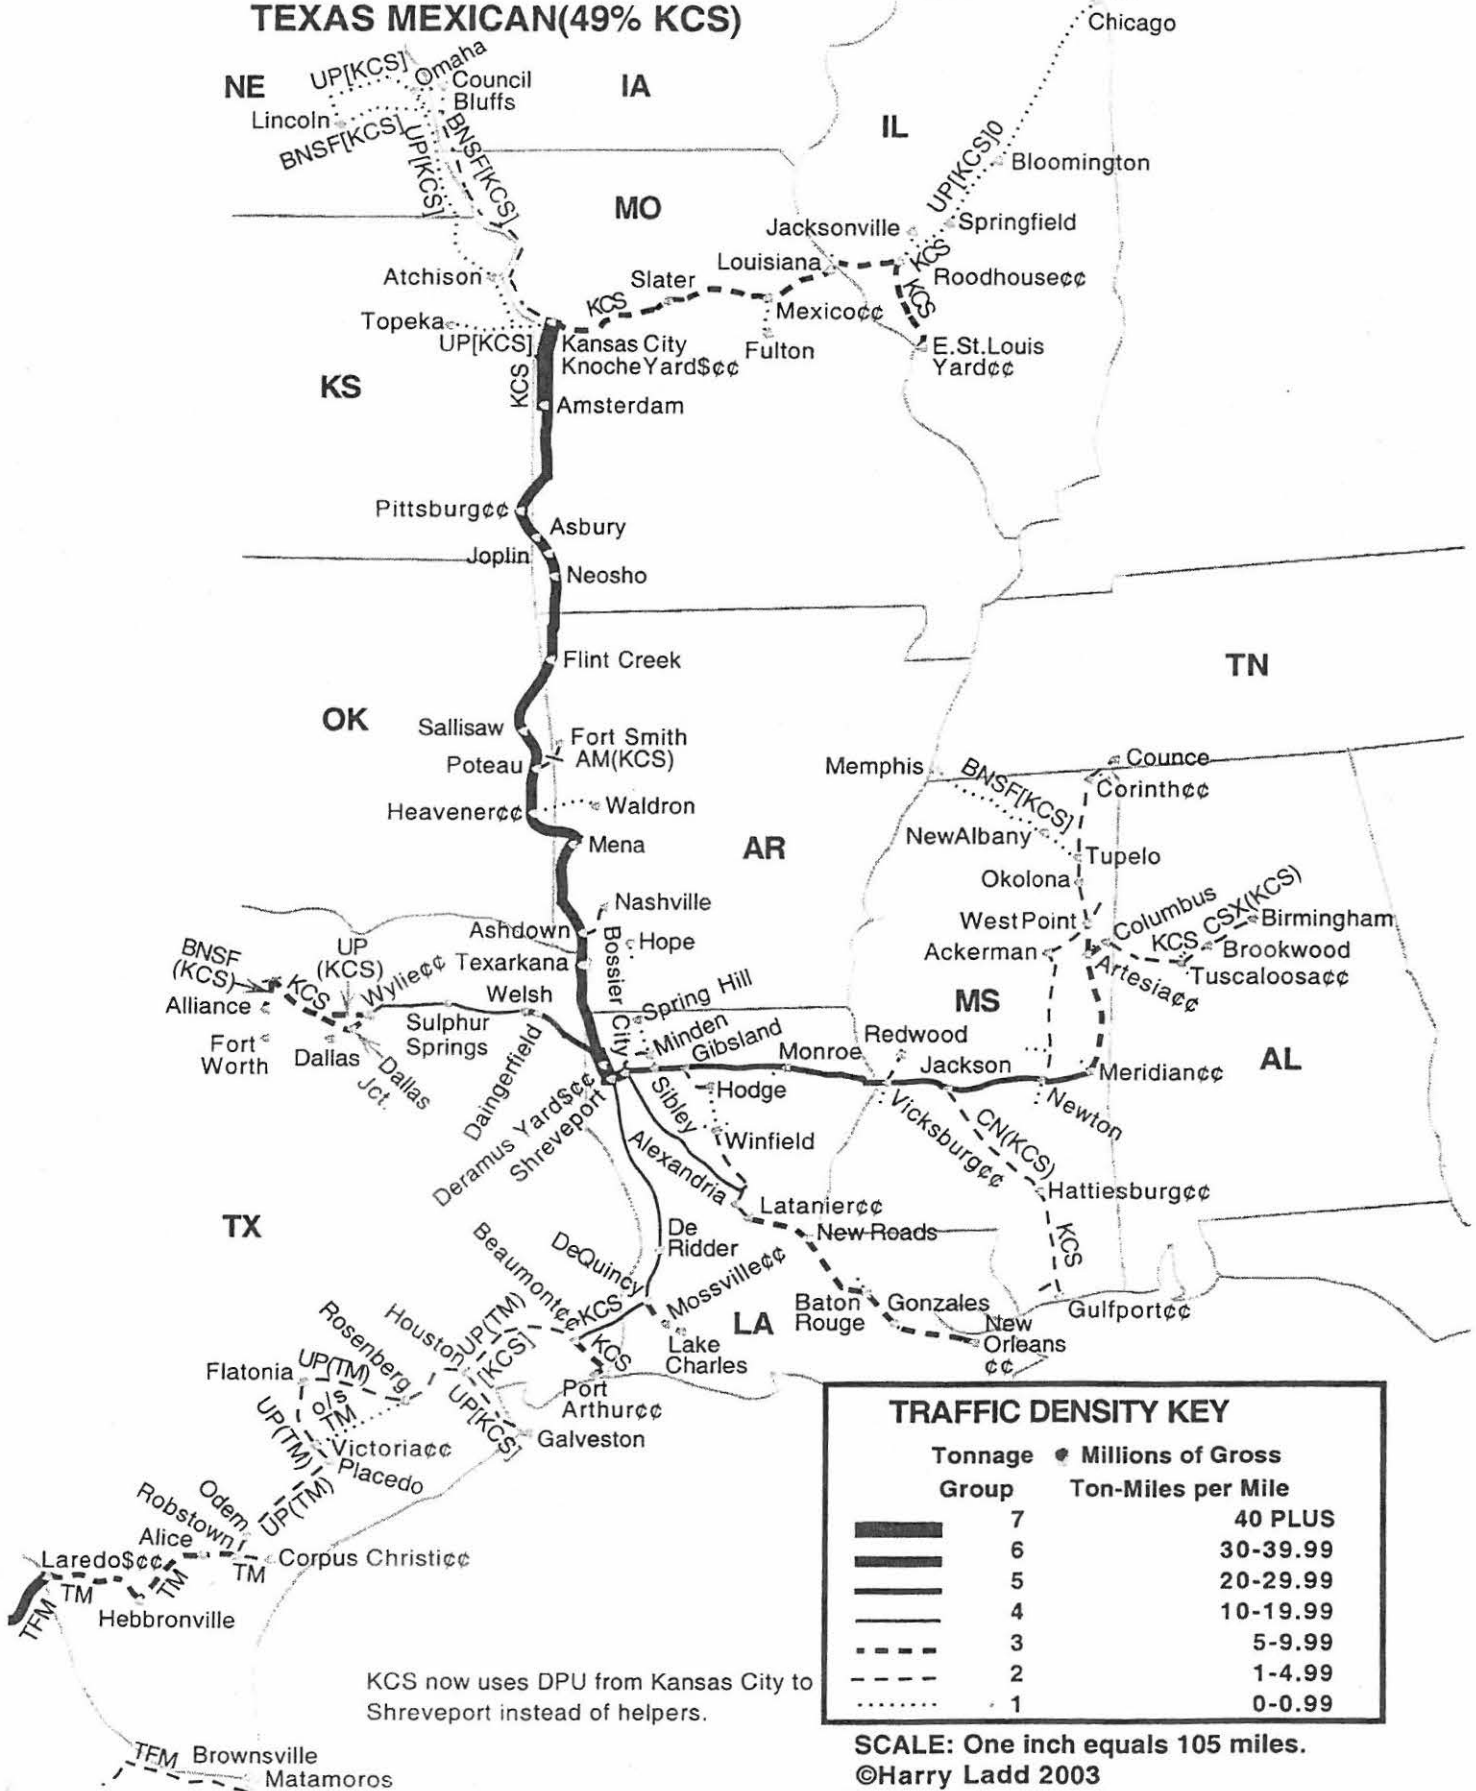 TEXAS MEXICAN(49% KCS)
Chicago
NE
UP[KCS]
Omaha
Council
Bluffs
IA
IL
Lincoln
BNSF[KCS]
UP[KCS]
BNSF[KCS]
UP[KCS]0
Bloomington
MO
Jacksonville
Springfield
Louisiana
KCS
Roodhouse¢¢
Atchison
Slater
KCS
Mexico¢¢
KCS
Topeka
UP[KCS]
Kansas City
KnocheYard$¢¢
Fulton
E.St.Louis
Yard¢¢
KS
KCS
Amsterdam
Pittsburg¢¢
Asbury
Joplin
Neosho
Flint Creek
TN
OK
Sallisaw
Fort Smith
AM(KCS)
Poteau
Memphis
BNSF[KCS]
Counce
Corinth¢¢
Heavener¢¢
Waldron
Mena
AR
NewAlbany
Tupelo
Okolona
Nashville
WestPoint
Columbus
CSX(KCS)
Birmingham
Ashdown
Bossier City
Hope
Ackerman
KCS
Brookwood
BNSF
(KCS)
UP
(KCS)
Wylie¢¢
Texarkana
Artesia¢¢
Tuscaloosa¢¢
KCS
Alliance
Welsh
Spring Hill
MS
Sulphur
Springs
Minden
Gibsland
Monroe
Redwood
Jackson
AL
Fort
Worth
Dallas
Dallas
Jct.
Daingerfield
Meridian¢¢
Deramus Yard$¢¢
Shreveport
Sibley
Hodge
Vicksburg¢¢
CN(KCS)
Newton
Winfield
Alexandria
Hattiesburg¢¢
TX
Latanier¢¢
New Roads
KCS
De
Ridder
Beaumont¢¢
DeQuincy
Mossville¢¢
KCS
LA
Baton
Rouge
Gonzales
New
Orleans
¢¢
Gulfport¢¢
Lake
Charles
Rosenberg
Houston
UP(TM)
[KCS]
KCS
Port
Arthur¢¢
Flatonia
UP(TM)
o/s
TM
UP[KCS]
Galveston
UP(TM)
Victoria¢¢
Placedo
Odem
UP(TM)
Robstown
Alice
Corpus Christi¢¢
TM
Laredo$¢¢
TM
TM
Hebbronville
TFM
KCS now uses DPU from Kansas City to
Shreveport instead of helpers.
TFM
Brownsville
Matamoros
TRAFFIC DENSITY KEY
Tonnage Millions of Gross
Group Ton-Miles per Mile
7 40 PLUS
6 30-39.99
5 20-29.99
4 10-19.99
3 5-9.99
2 1-4.99
1 0-0.99
SCALE: One inch equals 105 miles.
©Harry Ladd 2003